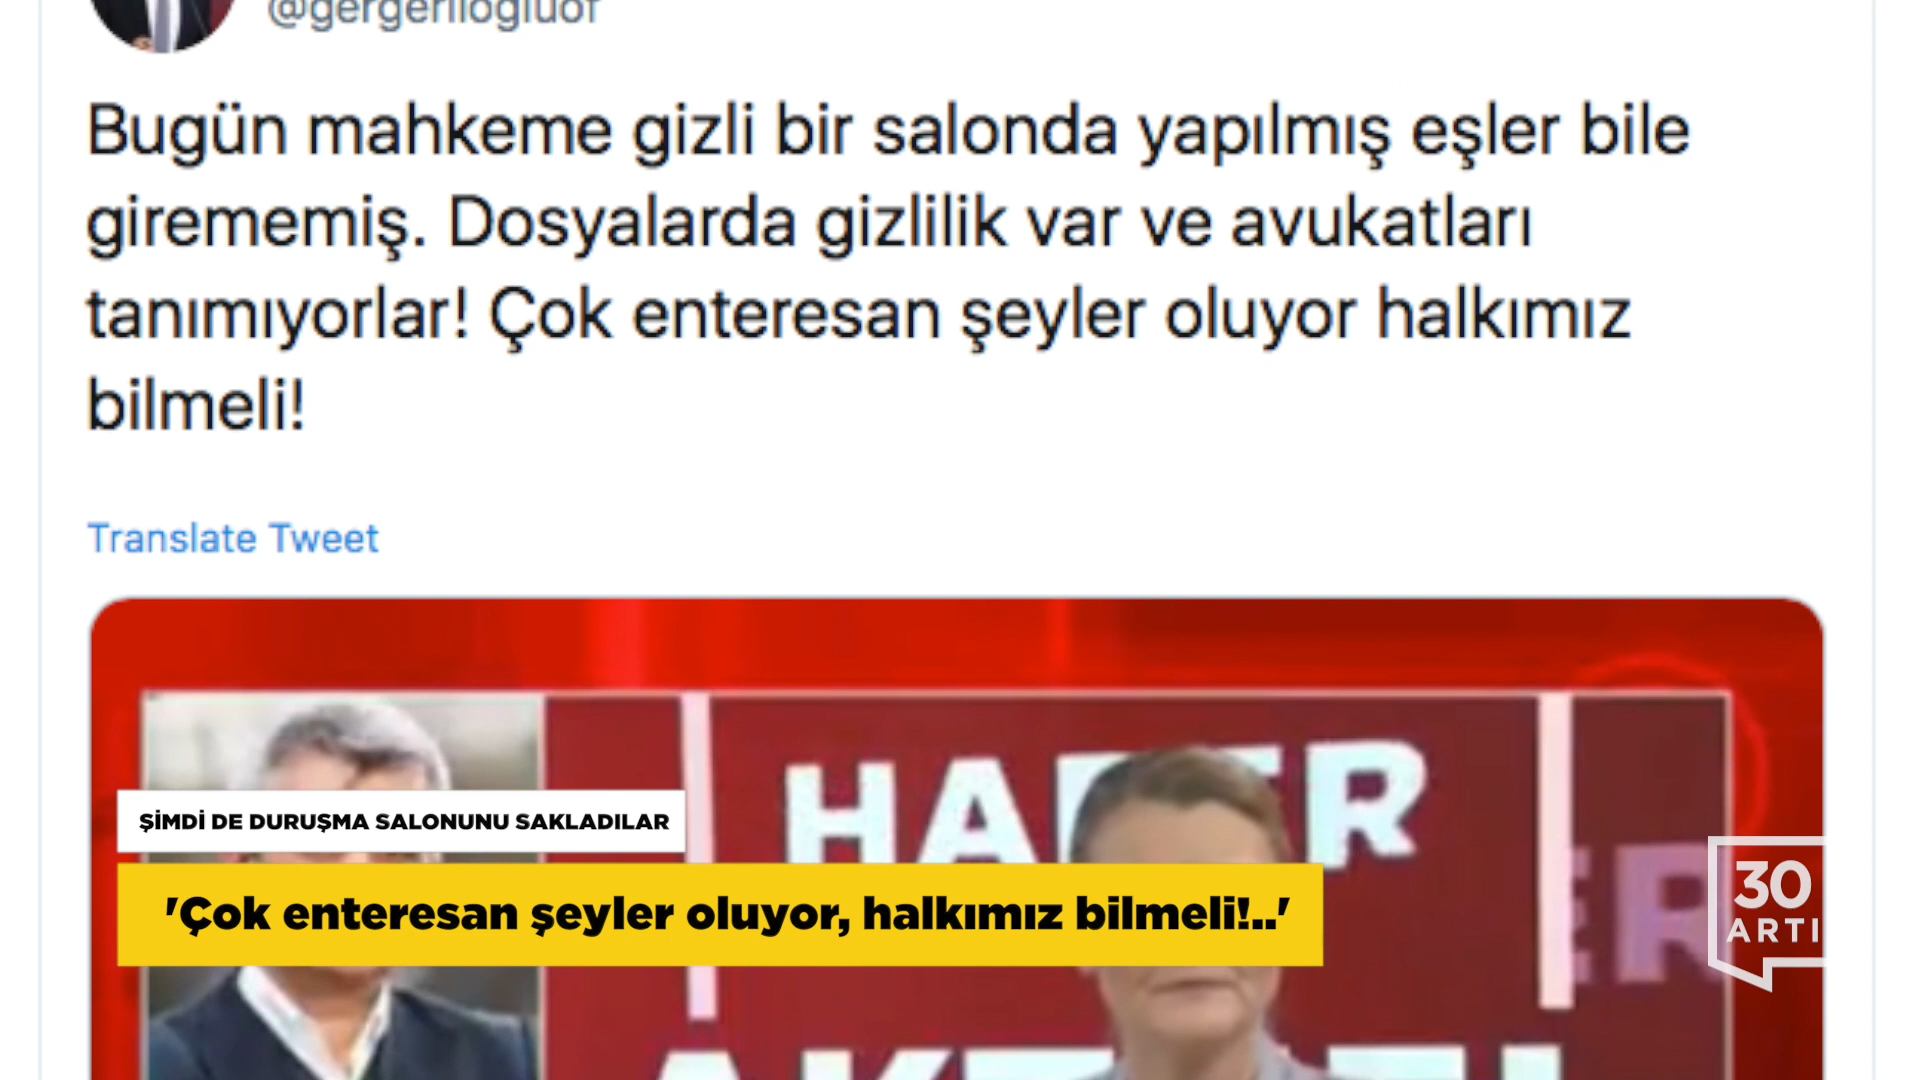 @gergerliogluof
Bugün mahkeme gizli bir salonda yapılmış eşler bile
girememiş. Dosyalarda gizlilik var ve avukatları
tanımıyorlar! Çok enteresan şeyler oluyor halkımız
bilmeli!
Translate Tweet
ŞİMDİ DE DURUŞMA SALONUNU SAKLADILAR
'Çok enteresan şeyler oluyor, halkımız bilmeli!..'
30
ARTI